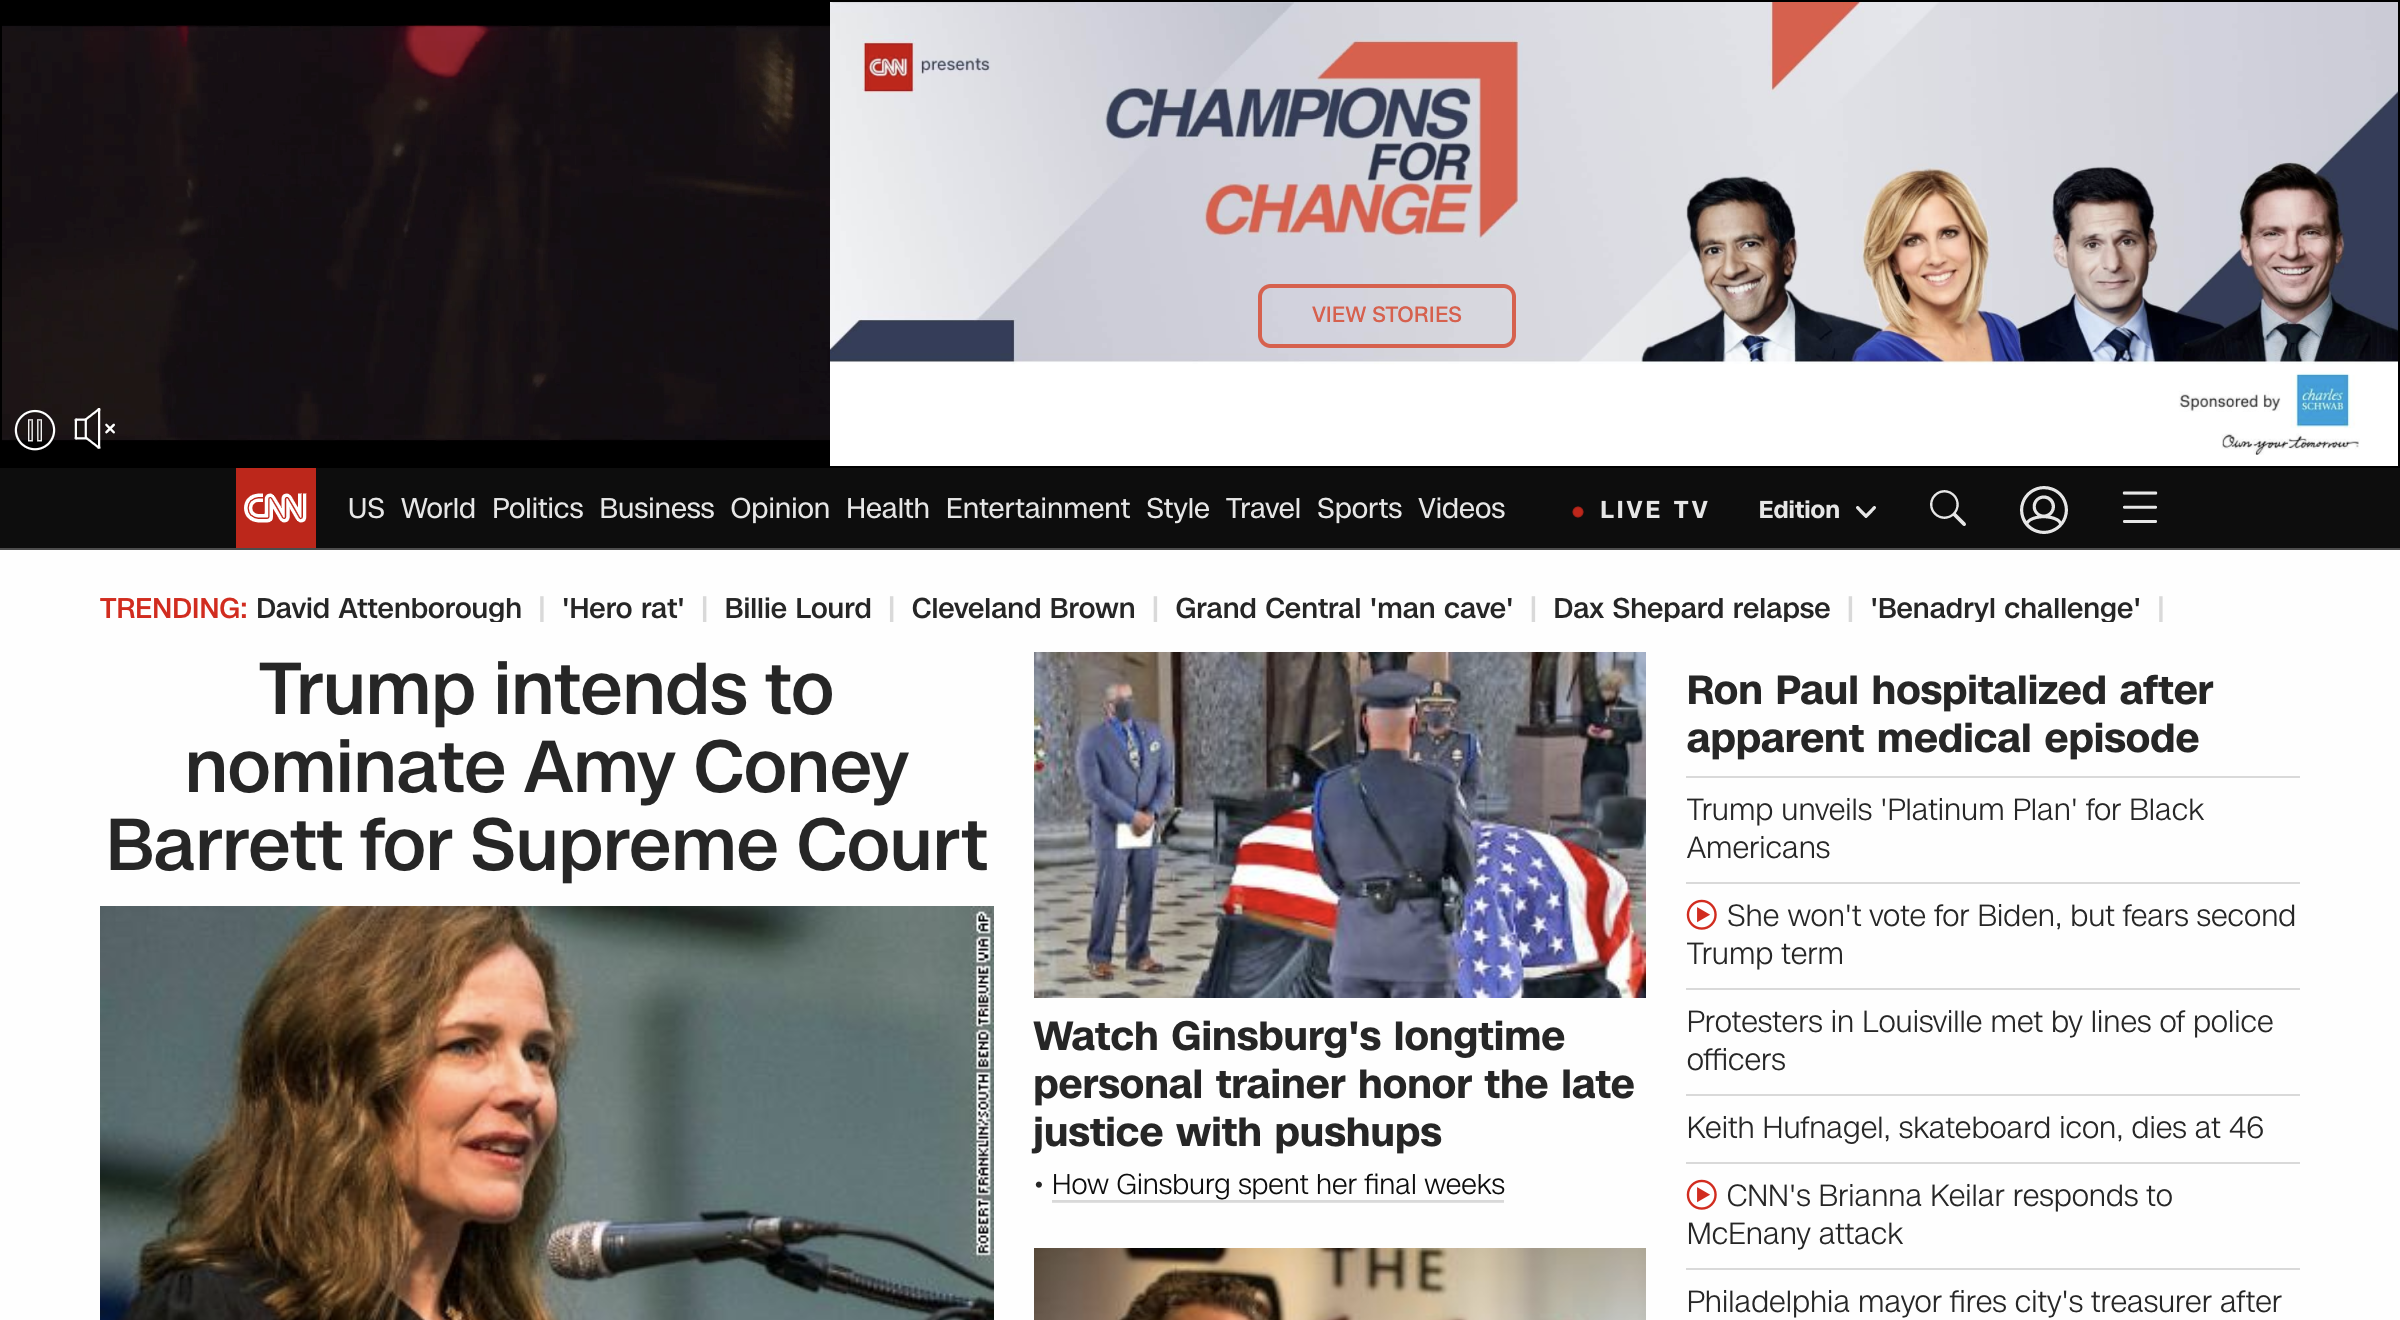 CNN presents
CHAMPIONS
FOR
CHANGE
VIEW STORIES
Sponsored by
charles
SCHWAB
Own your tomorrow
CNN US World Politics Business Opinion Health Entertainment Style Travel Sports Videos LIVE TV Edition
TRENDING: David Attenborough | 'Hero rat' | Billie Lourd | Cleveland Brown | Grand Central 'man cave' | Dax Shepard relapse | 'Benadryl challenge' |
Trump intends to
nominate Amy Coney
Barrett for Supreme Court
ROBERT FRANKLIN/SOUTH BEND TRIBUNE VIA AP
Watch Ginsburg's longtime
personal trainer honor the late
justice with pushups
• How Ginsburg spent her final weeks
THE
Ron Paul hospitalized after
apparent medical episode
Trump unveils 'Platinum Plan' for Black
Americans
She won't vote for Biden, but fears second
Trump term
Protesters in Louisville met by lines of police
officers
Keith Hufnagel, skateboard icon, dies at 46
CNN's Brianna Keilar responds to
McEnany attack
Philadelphia mayor fires city's treasurer after